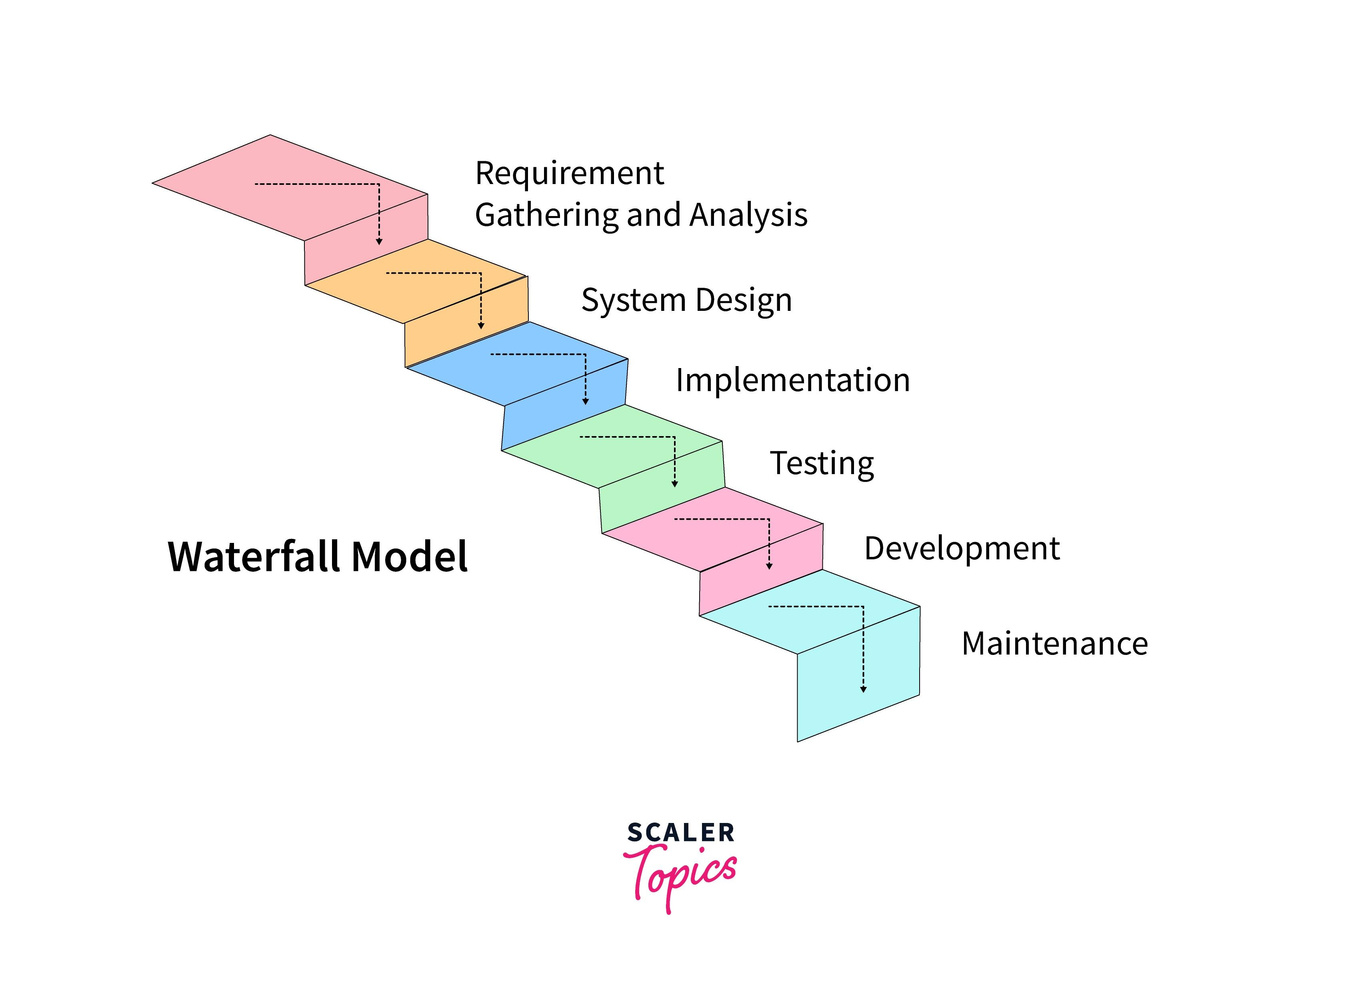 Requirement
Gathering and Analysis
System Design
Implementation
Testing
Development
Maintenance
Waterfall Model
SCALER
Topics